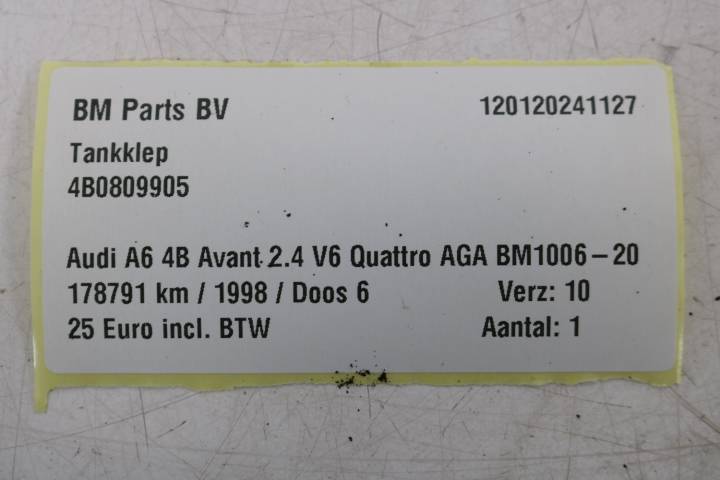 BM Parts BV 120120241127
Tankklep
4B0809905
Audi A6 4B Avant 2.4 V6 Quattro AGA BM1006-20
178791 km / 1998 / Doos 6 Verz: 10
25 Euro incl. BTW Aantal: 1